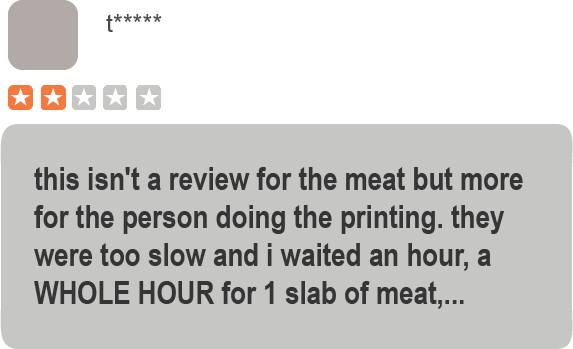 t*****
this isn't a review for the meat but more
for the person doing the printing. they
were too slow and i waited an hour, a
WHOLE HOUR for 1 slab of meat,...